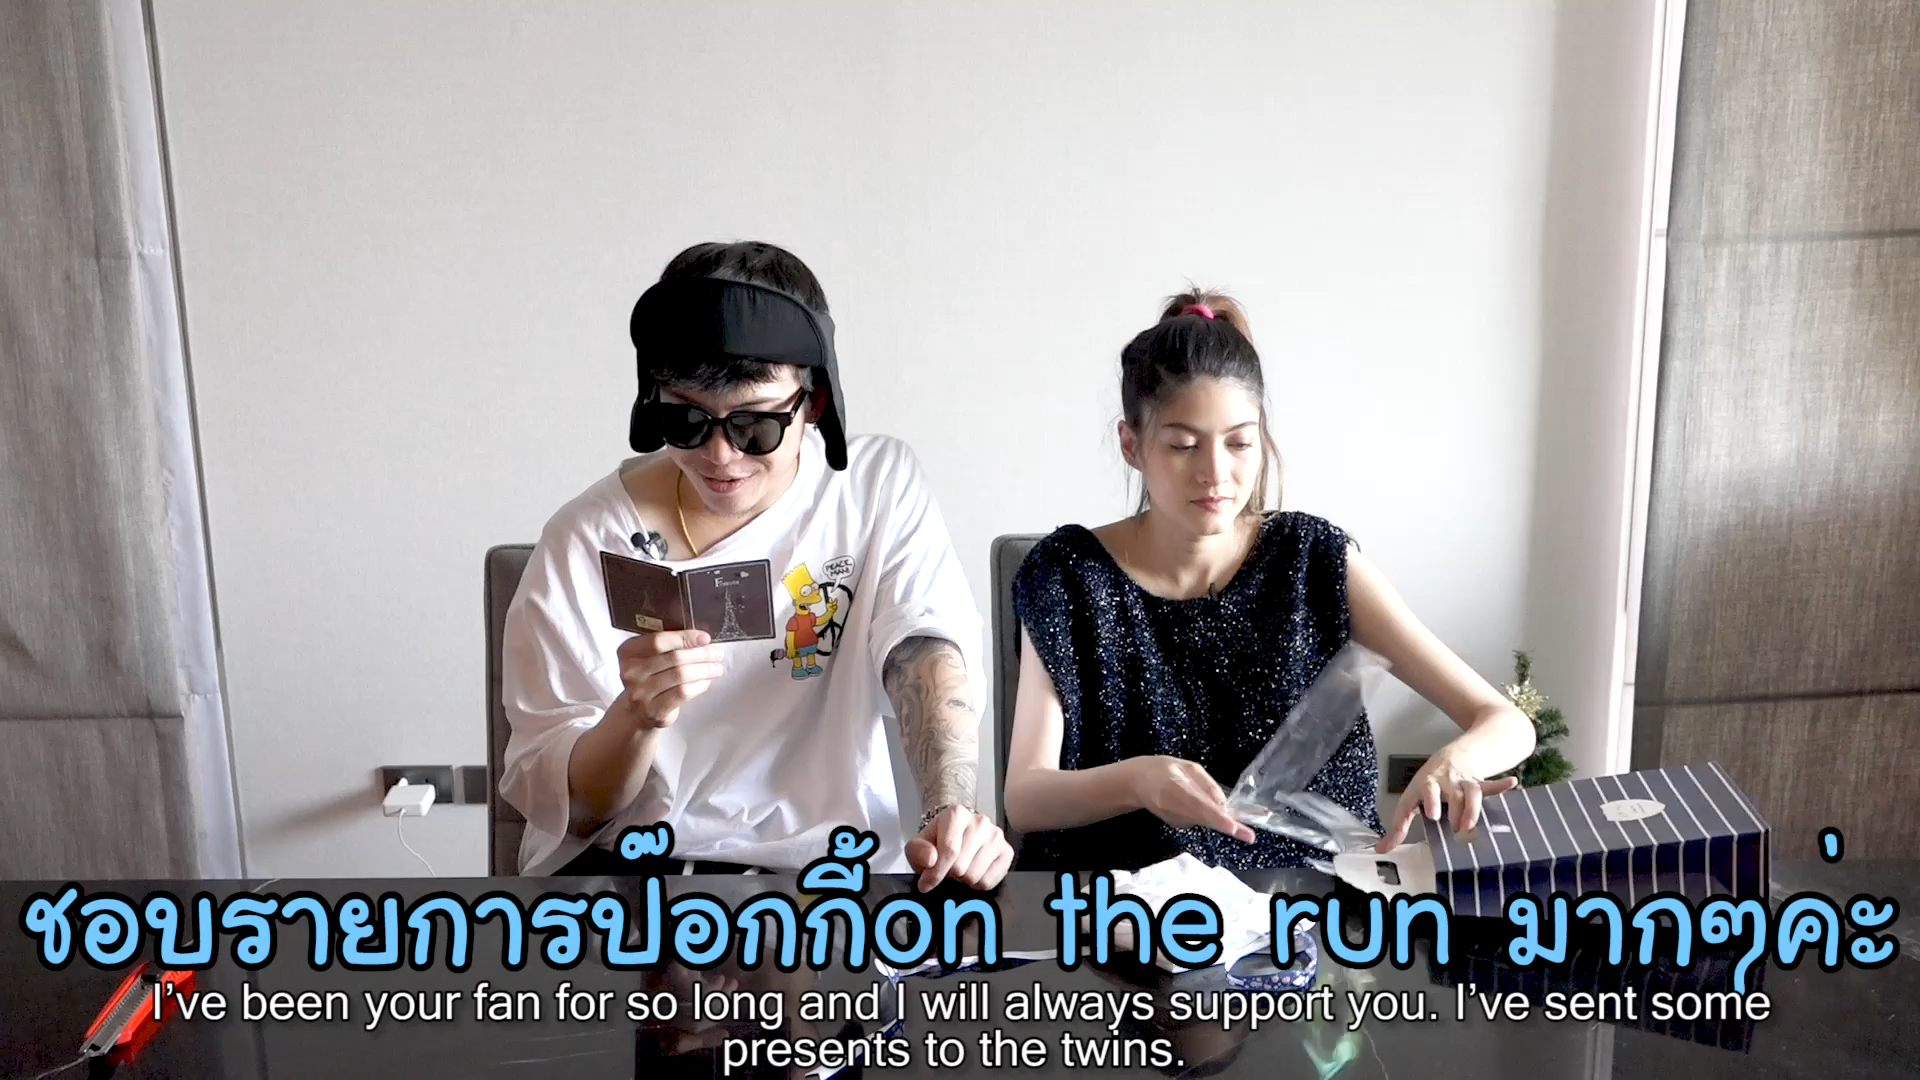 PEACE,
MAN!
ชอบรายการป๊อกกี้on the run มากๆค่ะ
I’ve been your fan for so long and I will always support you. I’ve sent some
presents to the twins.